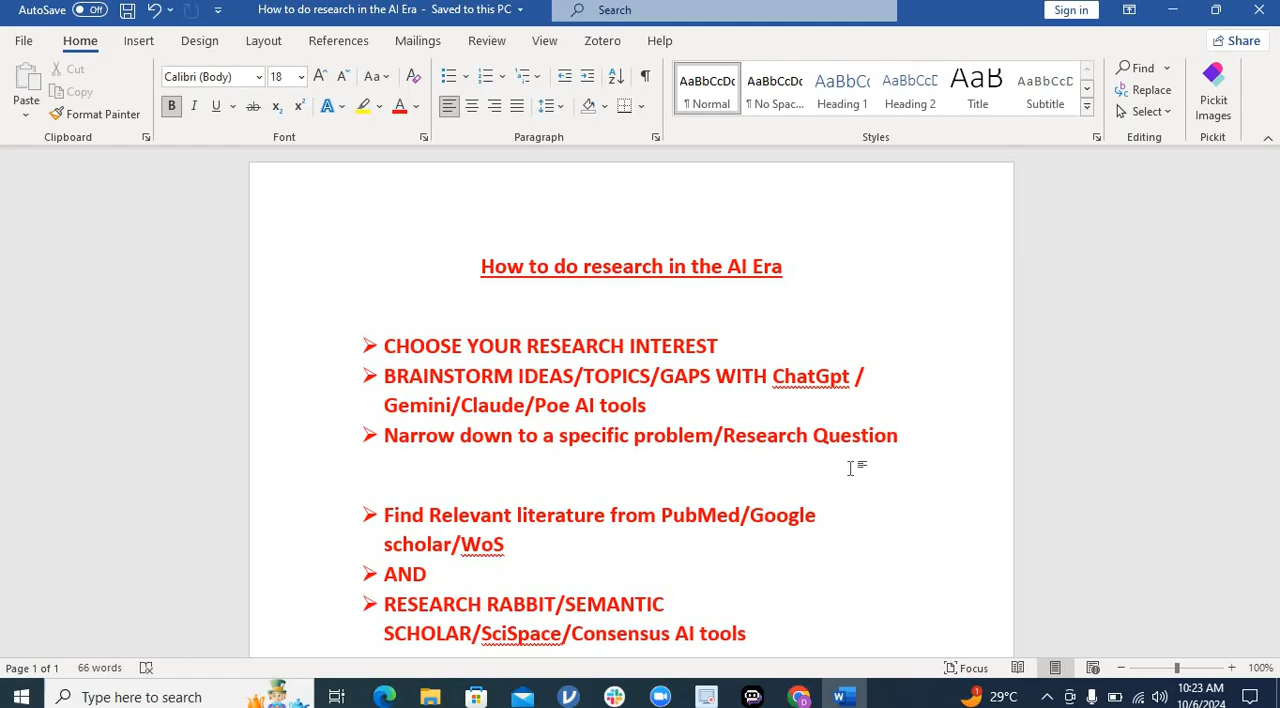 AutoSave Off How to do research in the AI Era - Saved to this PC Search Sign in
File Home Insert Design Layout References Mailings Review View Zotero Help Share
Paste
Cut
Copy
Format Painter
Clipboard
Calibri (Body) 18
Font
Paragraph
AaBbCcDc AaBbCcDc AaBbCc AaBbCcD AaB AaBbCcD
¶ Normal ¶ No Spac... Heading 1 Heading 2 Title Subtitle
Styles
Find
Replace
Select
Editing
Pickit
Images
Pickit
How to do research in the AI Era
➢ CHOOSE YOUR RESEARCH INTEREST
➢ BRAINSTORM IDEAS/TOPICS/GAPS WITH ChatGpt /
Gemini/Claude/Poe AI tools
➢ Narrow down to a specific problem/Research Question
➢ Find Relevant literature from PubMed/Google
scholar/WoS
➢ AND
➢ RESEARCH RABBIT/SEMANTIC
SCHOLAR/SciSpace/Consensus AI tools
Page 1 of 1 66 words Focus 100%
Type here to search 29°C 10:23 AM
10/6/2024